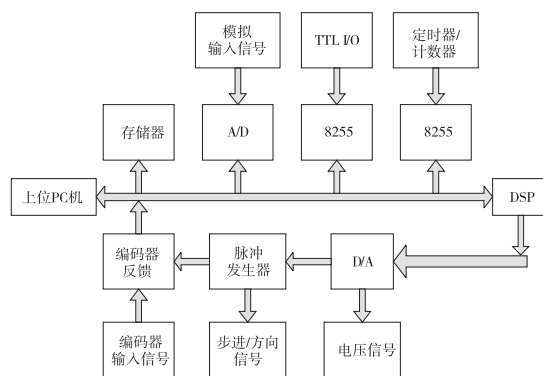 模拟
输入信号
TTL I/O
定时器/
计数器
存储器
A/D
8255
8255
上位PC机
DSP
编码器
反馈
脉冲
发生器
D/A
编码器
输入信号
步进/方向
信号
电压信号